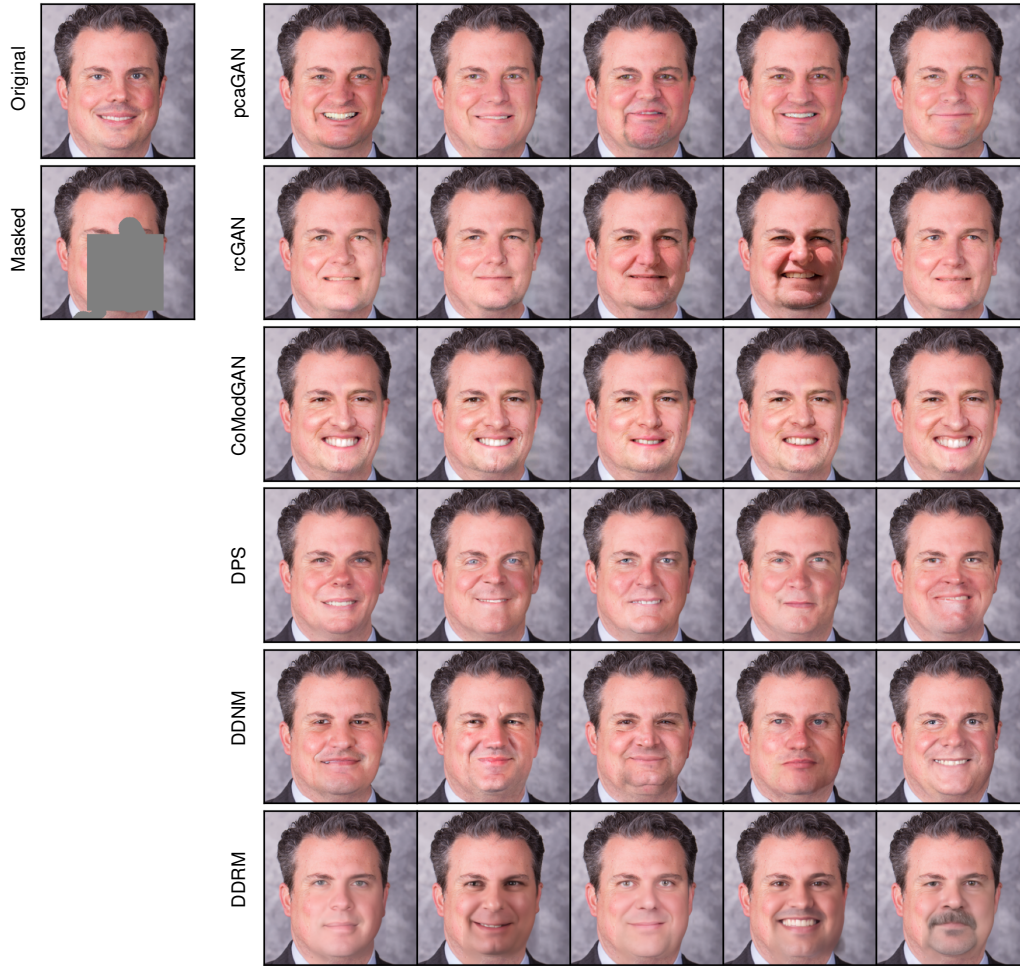 Original
pcaGAN
Masked
rcGAN
CoModGAN
DPS
DDNM
DDRM